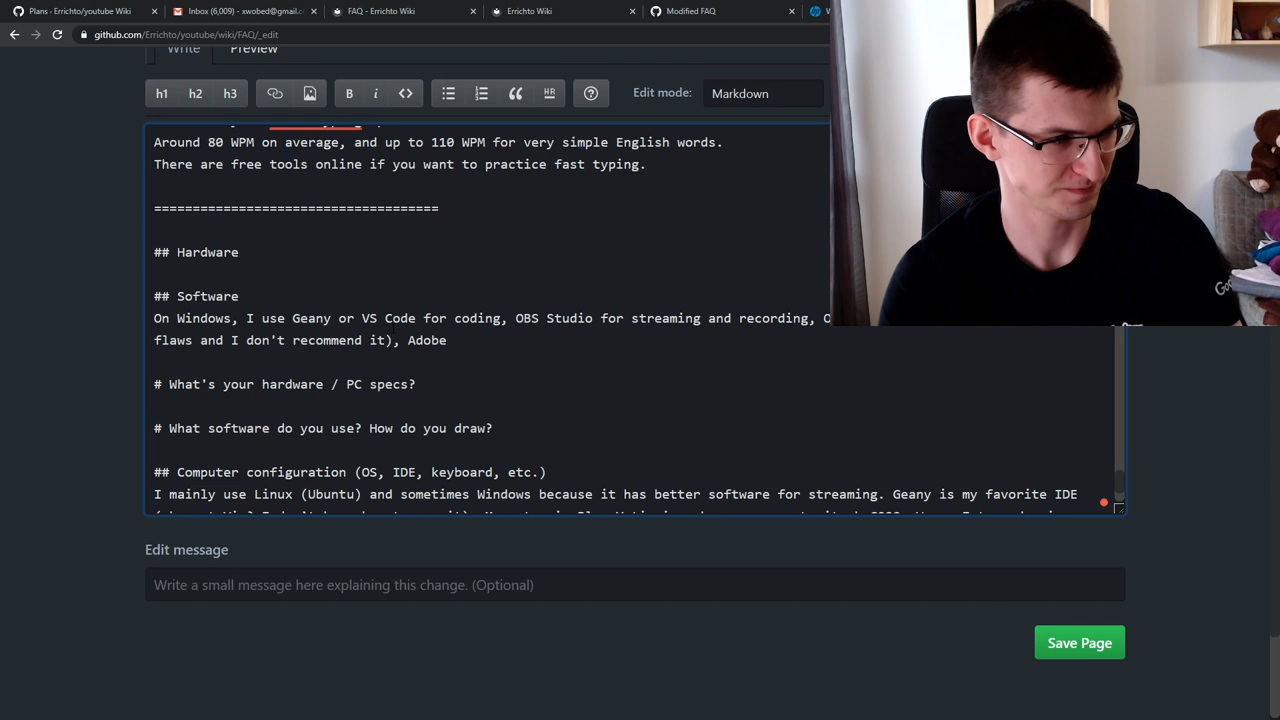 Plans · Errichto/youtube Wiki
Inbox (6,009) - xwobed@gmail.c
FAQ - Errichto Wiki
Errichto Wiki
Modified FAQ
github.com/Errichto/youtube/wiki/FAQ/_edit
Write
Preview
h1 h2 h3
B i
HR
Edit mode:
Markdown
Around 80 WPM on average, and up to 110 WPM for very simple English words.
There are free tools online if you want to practice fast typing.
=====================================
## Hardware
## Software
On Windows, I use Geany or VS Code for coding, OBS Studio for streaming and recording,
flaws and I don't recommend it), Adobe
# What's your hardware / PC specs?
# What software do you use? How do you draw?
## Computer configuration (OS, IDE, keyboard, etc.)
I mainly use Linux (Ubuntu) and sometimes Windows because it has better software for streaming. Geany is my favorite IDE
Edit message
Write a small message here explaining this change. (Optional)
Save Page